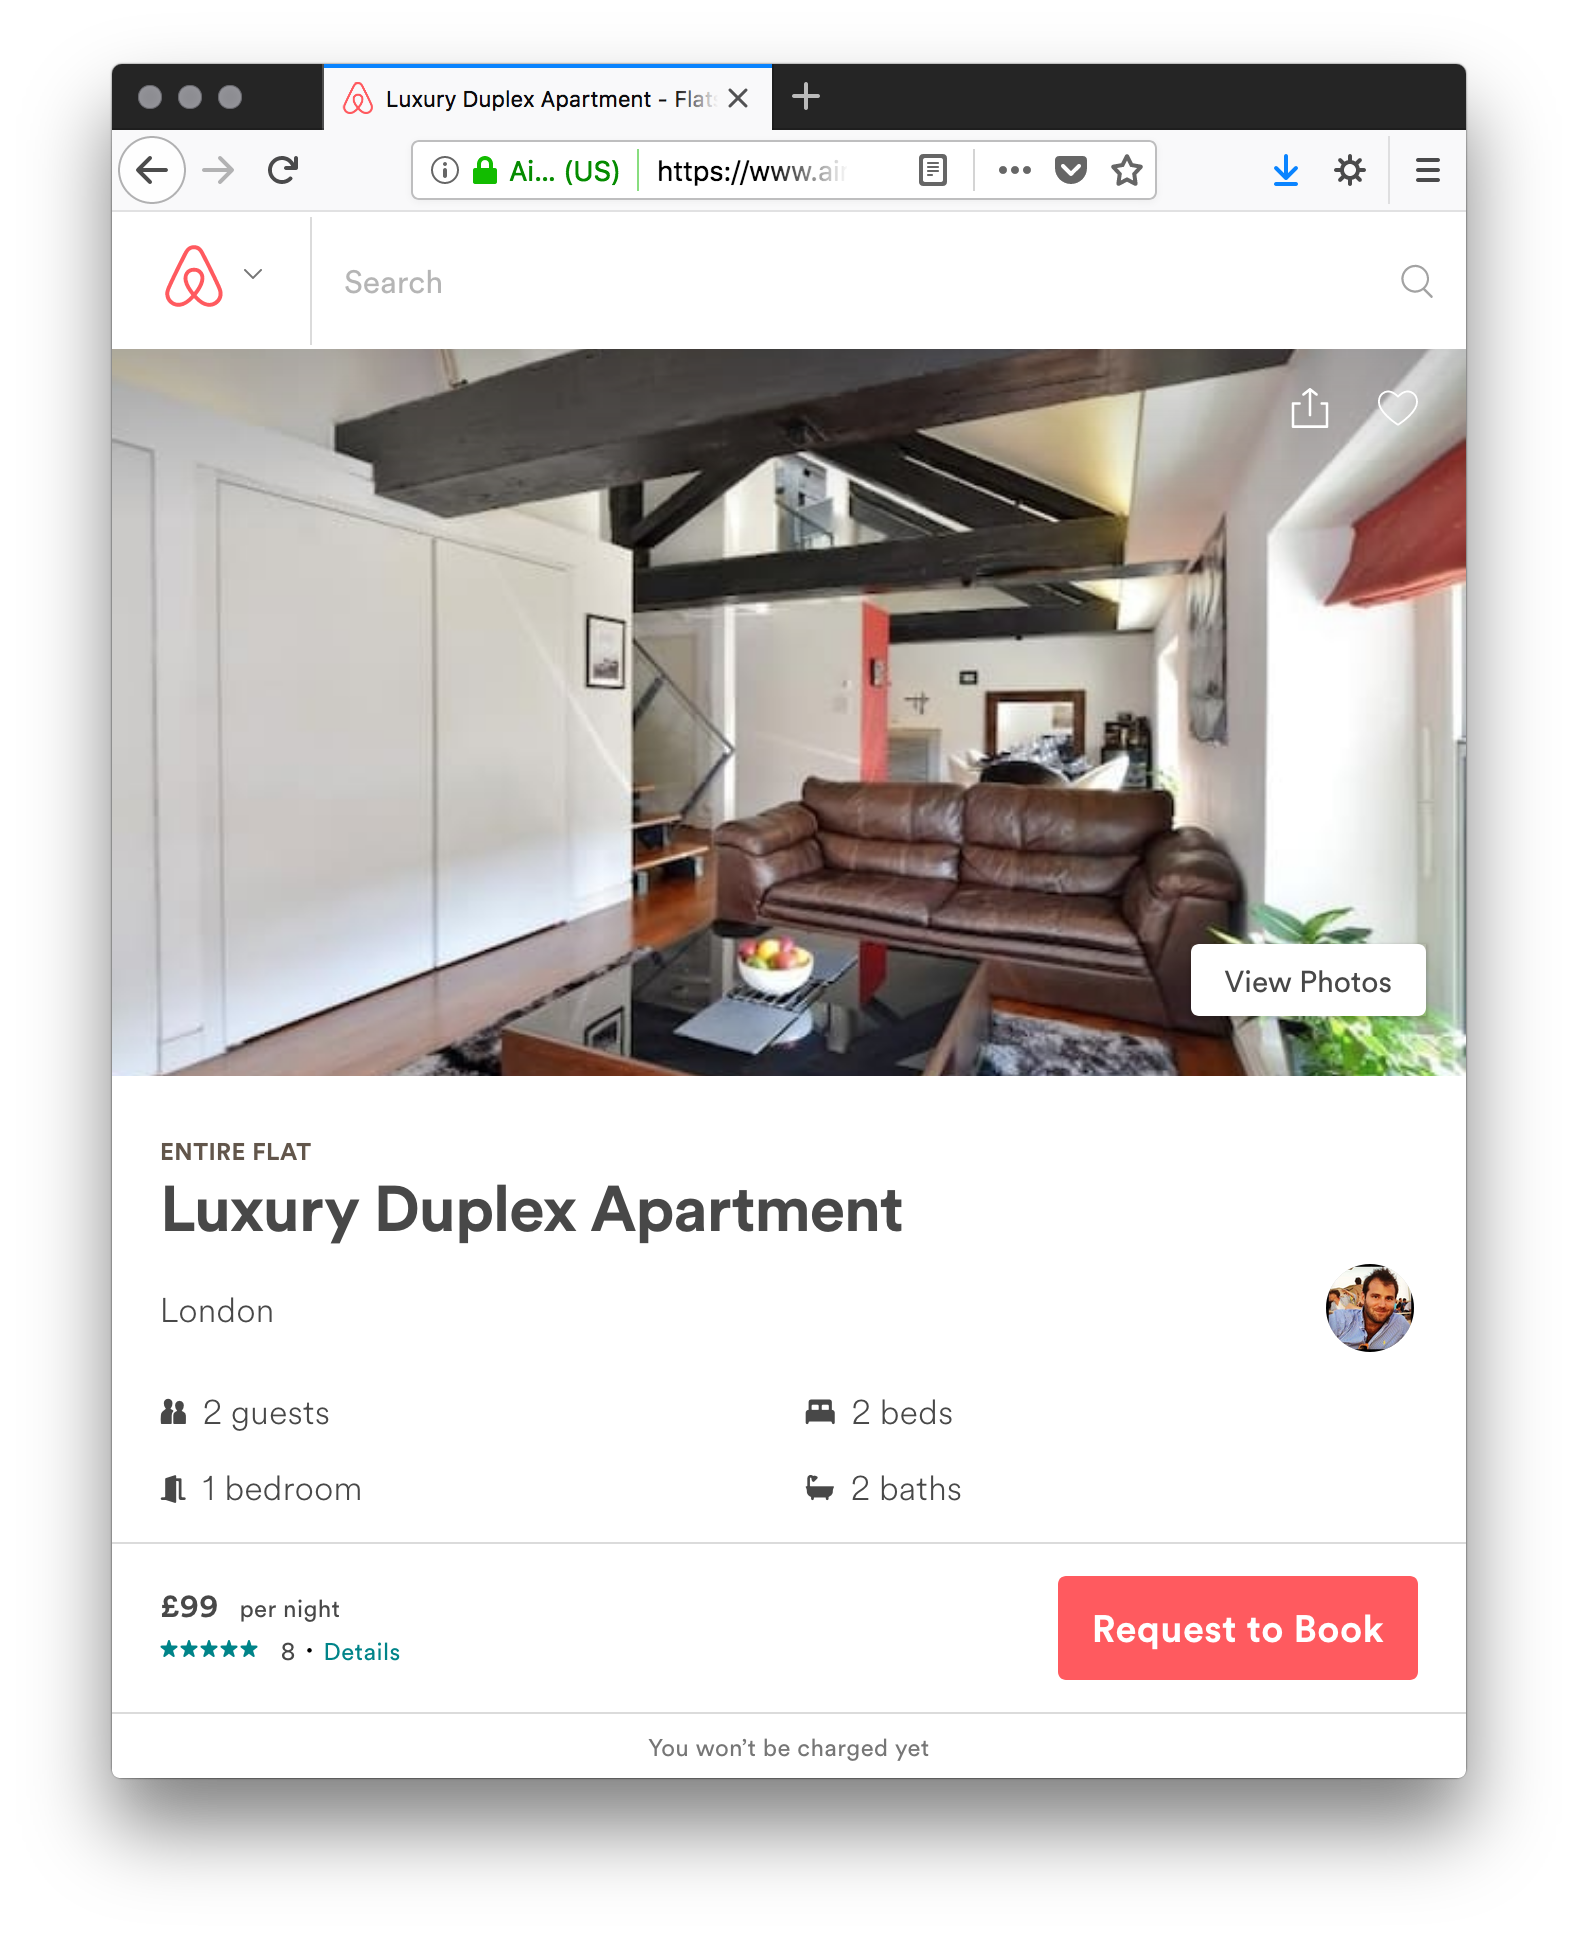 Luxury Duplex Apartment - Flat
Ai... (US)
https://www.air
Search
View Photos
ENTIRE FLAT
Luxury Duplex Apartment
London
2 guests
2 beds
1 bedroom
2 baths
£99 per night
8 · Details
Request to Book
You won’t be charged yet